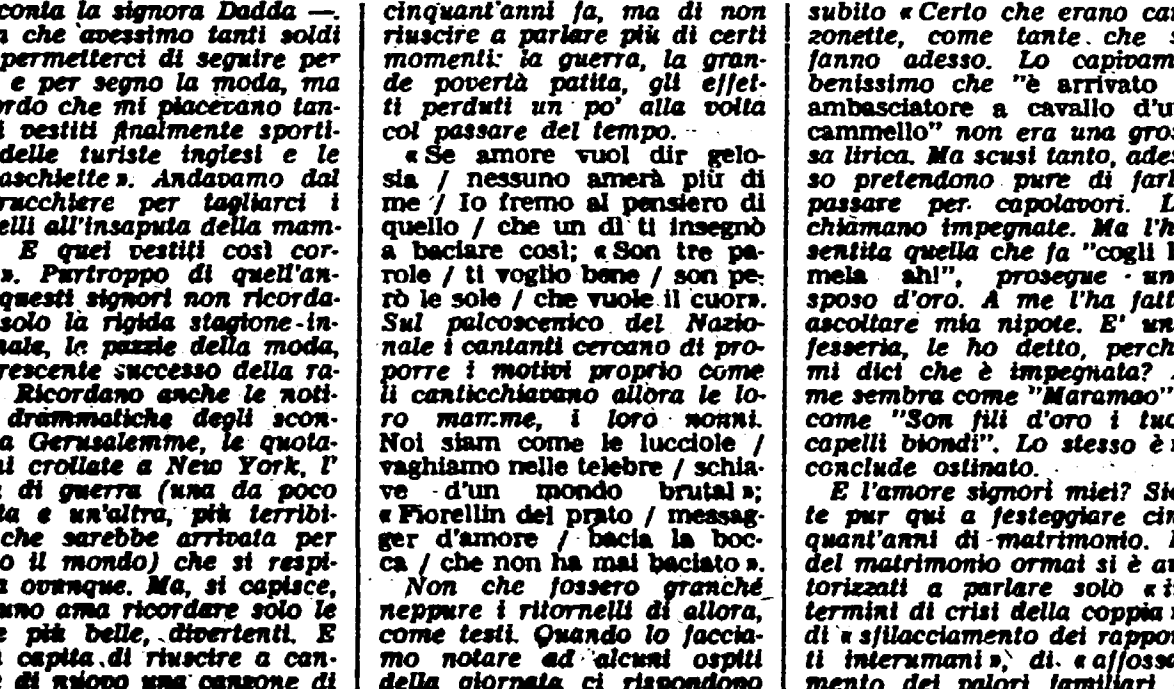 conta la signora Dadda —.
che avessimo tanti soldi
permetterci di seguire per
e per segno la moda, ma
ordo che mi piacevano tan-
i vestiti finalmente sporti-
delle turiste inglesi e le
aschiette ». Andavamo dal
rucchiere per tagliarci i
elli all'insaputa della mam-
E quei vestiti così cor-
». Purtroppo di quell'an-
questi signori non ricorda-
solo la rigida stagione in-
nale, le pazzie della moda,
rescente successo della ra-
Ricordano anche le noti-
drammatiche degli scon-
a Gerusalemme, le quota-
ni crollate a New York, l'
di guerra (una da poco
ta e un'altra, più terribi-
che sarebbe arrivata per
o il mondo) che si respi-
a ovunque. Ma, si capisce,
uno ama ricordare solo le
e più belle, divertenti. E
capita di riuscire a can-
e di nuovo una canzone di
cinquant'anni fa, ma di non
riuscire a parlare più di certi
momenti: la guerra, la gran-
de povertà patita, gli effet-
ti perduti un po' alla volta
col passare del tempo.
« Se amore vuol dir gelo-
sia / nessuno amerà più di
me / Io fremo al pensiero di
quello / che un dì ti insegnò
a baciare così; « Son tre pa-
role / ti voglio bene / son pe-
rò le sole / che vuole il cuor».
Sul palcoscenico del Nazio-
nale i cantanti cercano di pro-
porre i motivi proprio come
li canticchiavano allora le lo-
ro mamme, i loro nonni.
Noi siam come le lucciole /
vaghiamo nelle telebre / schia-
ve d'un mondo brutal »;
« Fiorellin del prato / messag-
ger d'amore / bacia la boc-
ca / che non ha mai baciato ».
Non che fossero granché
neppure i ritornelli di allora,
come testi. Quando lo faccia-
mo notare ad alcuni ospiti
della giornata ci rispondono
subito « Certo che erano can
zonette, come tante che s
fanno adesso. Lo capivam
benissimo che "è arrivato
ambasciatore a cavallo d'u
cammello" non era una gro
sa lirica. Ma scusi tanto, ades
so pretendono pure di farl
passare per capolavori. L
chiamano impegnate. Ma l'h
sentita quella che fa "cogli l
mela ah!", prosegue un
sposo d'oro. A me l'ha fatt
ascoltare mia nipote. E' un
fesseria, le ho detto, perch
mi dici che è impegnata?
me sembra come "Maramao"
come "Son fili d'oro i tuo
capelli biondi". Lo stesso è
conclude ostinato.
E l'amore signori miei? Sie
te pur qui a festeggiare cin
quant'anni di matrimonio.
del matrimonio ormai si è au
torizzati a parlare solo « i
termini di crisi della coppia
di « sfilacciamento dei rappor
ti interumani », di « affosse
mento dei valori familiari